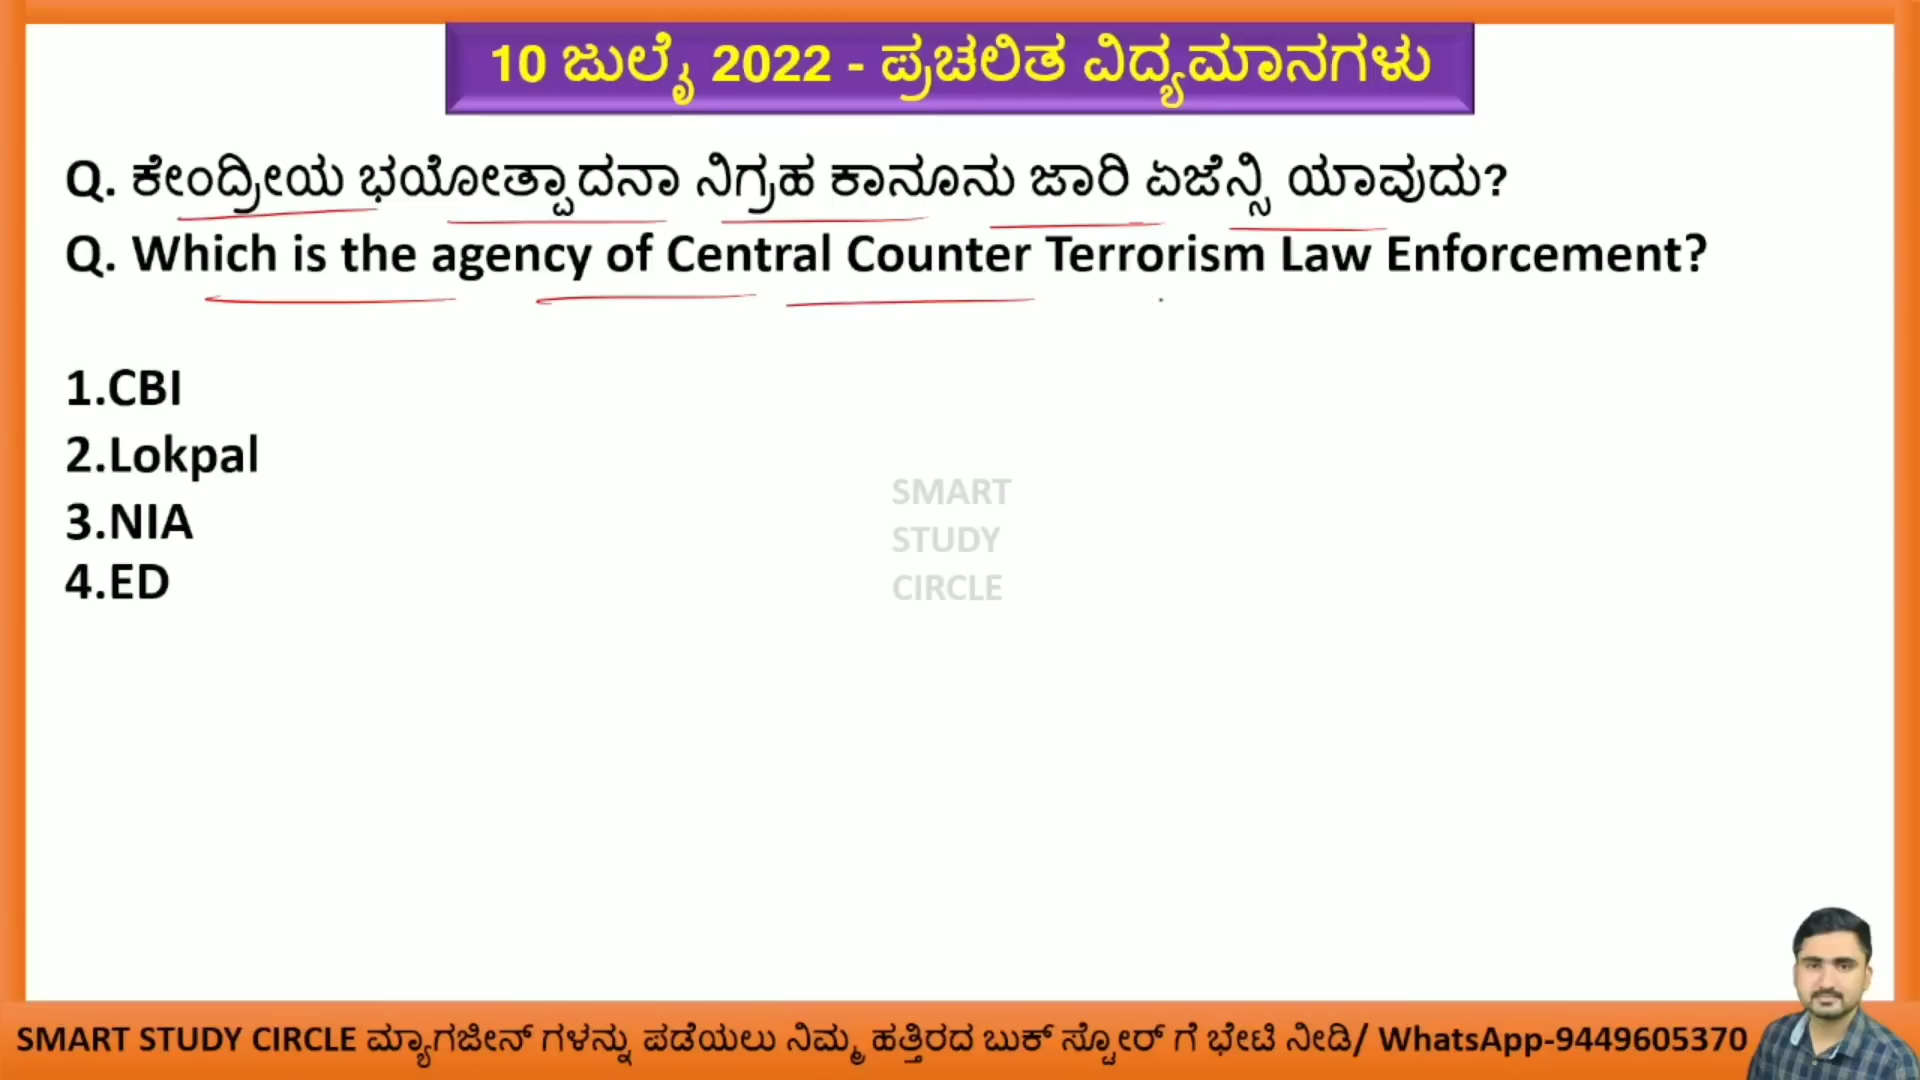 10 ಜುಲೈ 2022 - ಪ್ರಚಲಿತ ವಿದ್ಯಮಾನಗಳು
Q. ಕೇಂದ್ರೀಯ ಭಯೋತ್ಪಾದನಾ ನಿಗ್ರಹ ಕಾನೂನು ಜಾರಿ ಏಜೆನ್ಸಿ ಯಾವುದು?
Q. Which is the agency of Central Counter Terrorism Law Enforcement?
1.CBI
2.Lokpal
3.NIA
4.ED
SMART
STUDY
CIRCLE
SMART STUDY CIRCLE ಮ್ಯಾಗಜೀನ್ ಗಳನ್ನು ಪಡೆಯಲು ನಿಮ್ಮ ಹತ್ತಿರದ ಬುಕ್ ಸ್ಟೋರ್ ಗೆ ಭೇಟಿ ನೀಡಿ/ WhatsApp-9449605370